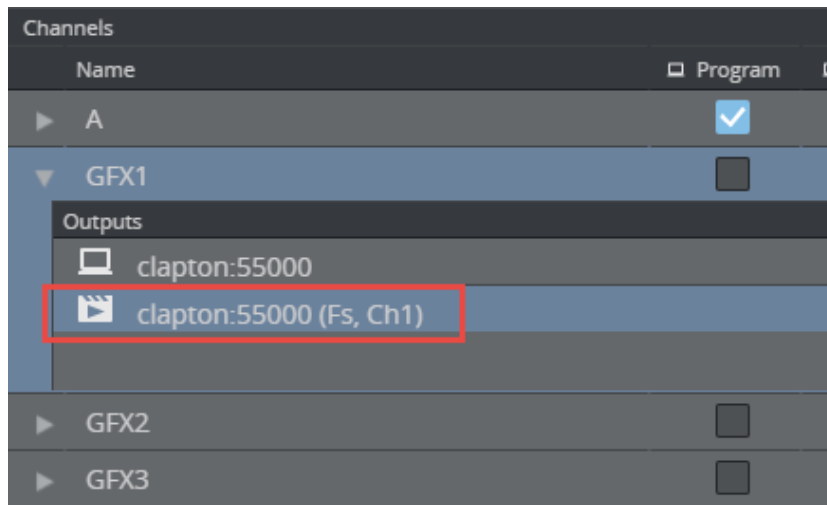 Channels
Name Program
A
GFX1
Outputs
clapton:55000
clapton:55000 (Fs, Ch1)
GFX2
GFX3